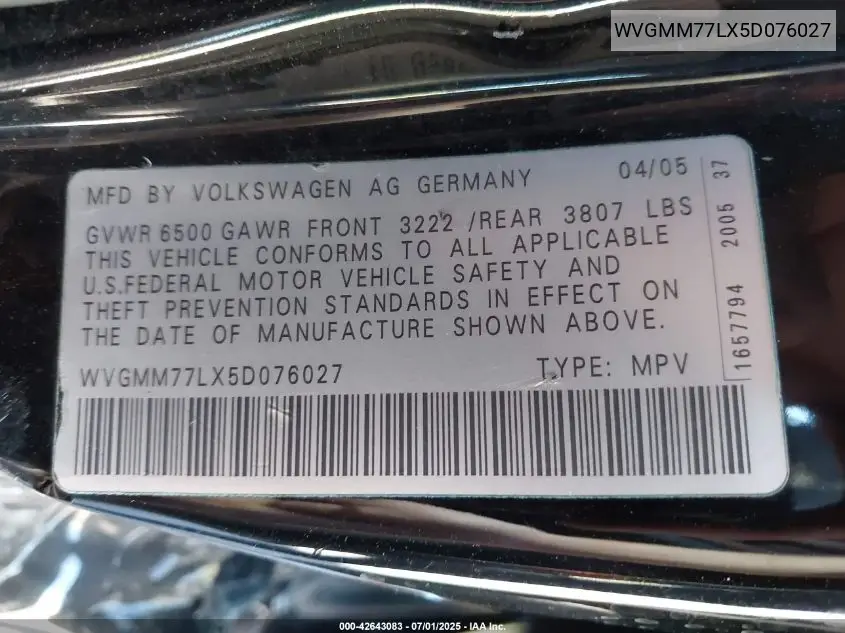 WVGMM77LX5D076027
MFD BY VOLKSWAGEN AG GERMANY 04/05
GVWR 6500 GAWR FRONT 3222 /REAR 3807 LBS
THIS VEHICLE CONFORMS TO ALL APPLICABLE
U.S.FEDERAL MOTOR VEHICLE SAFETY AND
THEFT PREVENTION STANDARDS IN EFFECT ON
THE DATE OF MANUFACTURE SHOWN ABOVE.
WVGMM77LX5D076027 TYPE: MPV
1657794 2005 37
000-42643083 - 07/01/2025 - IAA Inc.